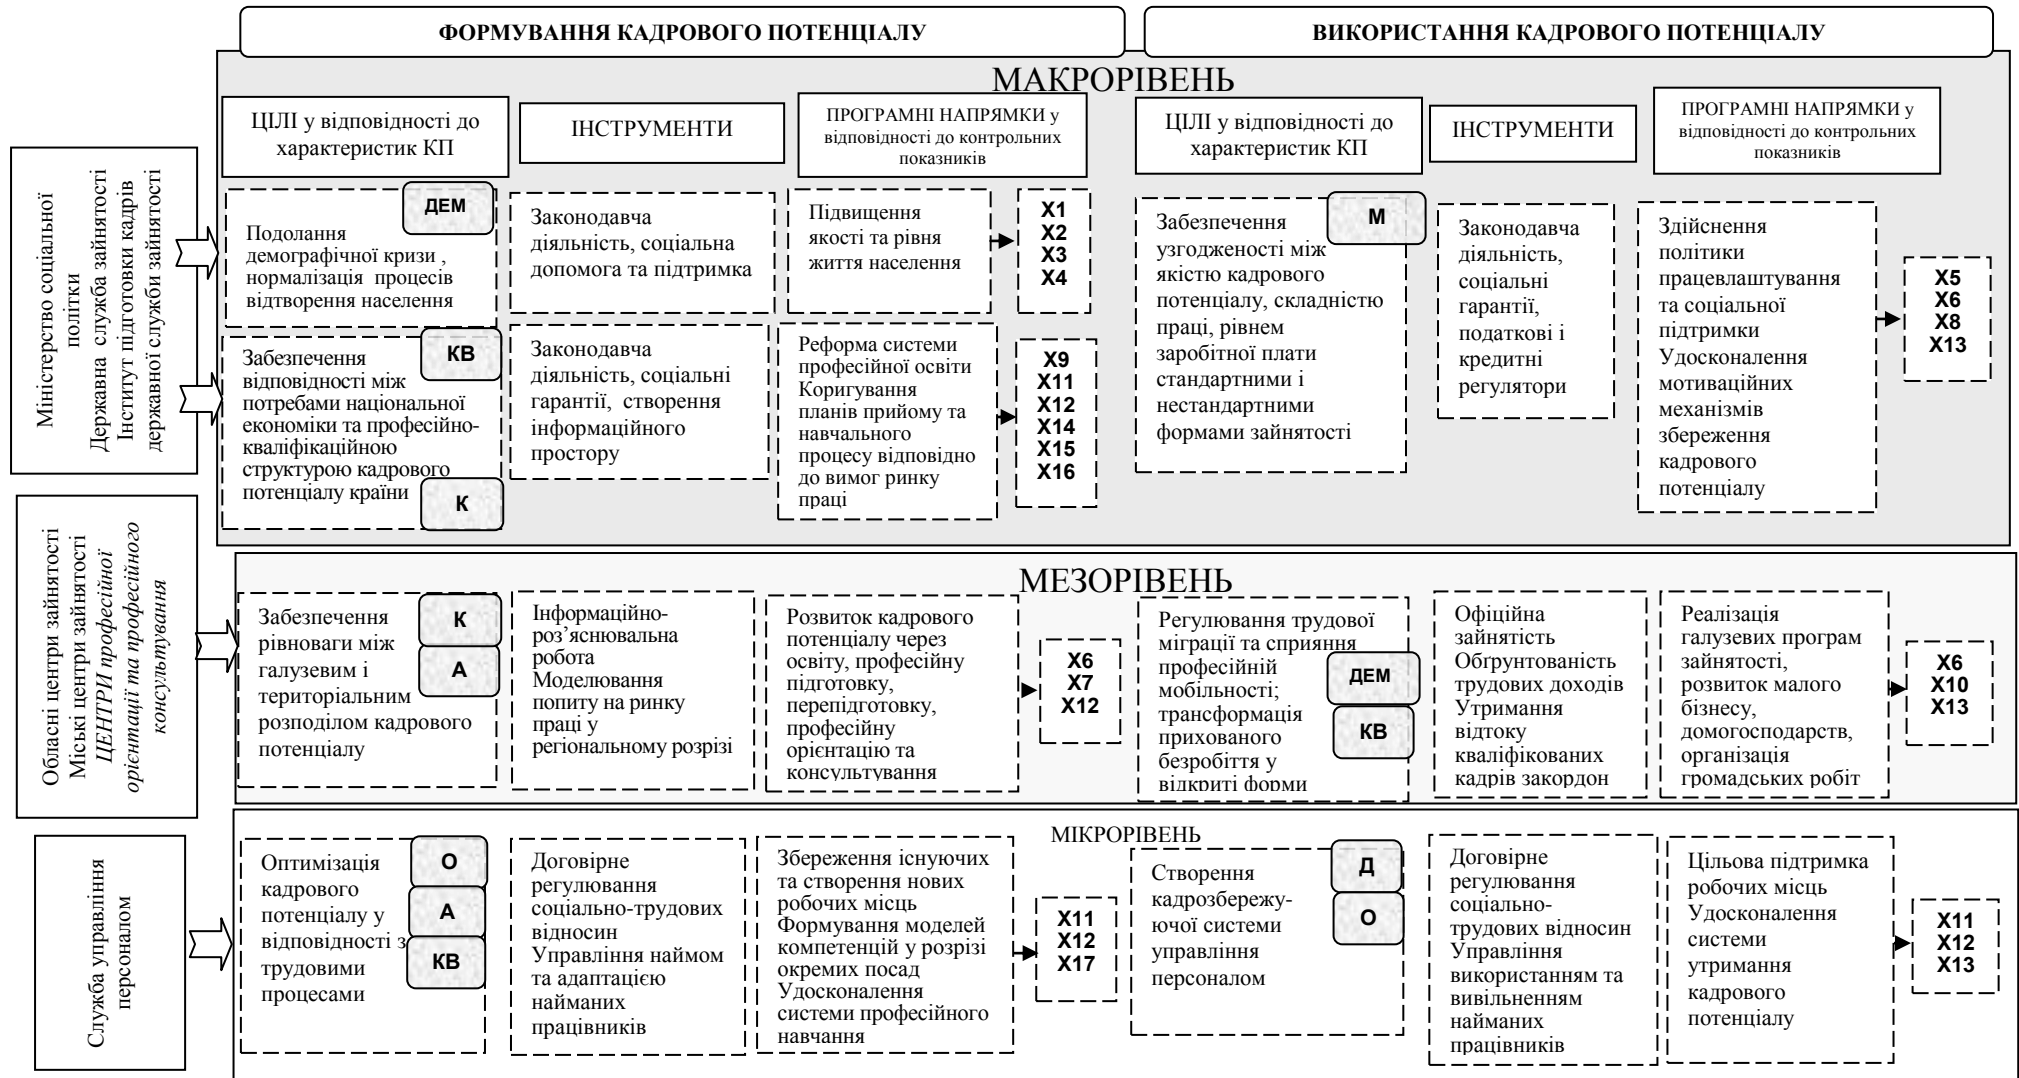 ФОРМУВАННЯ КАДРОВОГО ПОТЕНЦІАЛУ
ВИКОРИСТАННЯ КАДРОВОГО ПОТЕНЦІАЛУ
МАКРОРІВЕНЬ
ЦІЛІ у відповідності до
характеристик КП
ІНСТРУМЕНТИ
ПРОГРАМНІ НАПРЯМКИ у
відповідності до контрольних
показників
ЦІЛІ у відповідності до
характеристик КП
ІНСТРУМЕНТИ
ПРОГРАМНІ НАПРЯМКИ у
відповідності до контрольних
показників
Міністерство соціальної
політки
Державна служба зайнятості
Інститут підготовки кадрів
державної служби зайнятості
ДЕМ
Подолання
демографічної кризи ,
нормалізація процесів
відтворення населення
Законодавча
діяльність, соціальна
допомога та підтримка
Підвищення
якості та рівня
життя населення
X1
X2
X3
X4
КВ
Забезпечення
відповідності між
потребами національної
економіки та професійно-
кваліфікаційною
структурою кадрового
потенціалу країни
К
Законодавча
діяльність, соціальні
гарантії, створення
інформаційного
простору
Реформа системи
професійної освіти
Коригування
планів прийому та
навчального
процесу відповідно
до вимог ринку
праці
X9
X11
X12
X14
X15
X16
М
Забезпечення
узгодженості між
якістю кадрового
потенціалу, складністю
праці, рівнем
заробітної плати
стандартними і
нестандартними
формами зайнятості
Законодавча
діяльність,
соціальні
гарантії,
податкові і
кредитні
регулятори
Здійснення
політики
працевлаштування
та соціальної
підтримки
Удосконалення
мотиваційних
механізмів
збереження
кадрового
потенціалу
X5
X6
X8
X13
МЕЗОРІВЕНЬ
Обласні центри зайнятості
Міські центри зайнятості
ЦЕНТРИ професійної
орієнтації та професійного
консультування
Забезпечення
рівноваги між
галузевим і
територіальним
розподілом кадрового
потенціалу
К
А
Інформаційно-
роз’яснювальна
робота
Моделювання
попиту на ринку
праці у
регіональному розрізі
Розвиток кадрового
потенціалу через
освіту, професійну
підготовку,
перепідготовку,
професійну
орієнтацію та
консультування
X6
X7
X12
Регулювання трудової
міграції та сприяння
професійній
мобільності;
трансформація
прихованого
безробіття у
відкриті форми
ДЕМ
КВ
Офіційна
зайнятість
Обґрунтованість
трудових доходів
Утримання
відтоку
кваліфікованих
кадрів закордон
Реалізація
галузевих програм
зайнятості,
розвиток малого
бізнесу,
домогосподарств,
організація
громадських робіт
X6
X10
X13
МІКРОРІВЕНЬ
Служба управління
персоналом
Оптимізація
кадрового
потенціалу у
відповідності з
трудовими
процесами
О
А
КВ
Договірне
регулювання
соціально-трудових
відносин
Управління наймом
та адаптацією
найманих
працівників
Збереження існуючих
та створення нових
робочих місць
Формування моделей
компетенцій у розрізі
окремих посад
Удосконалення
системи професійного
навчання
X11
X12
X17
Створення
кадрозбережу-
ючої системи
управління
персоналом
Д
О
Договірне
регулювання
соціально-
трудових відносин
Управління
використанням та
вивільненням
найманих
працівників
Цільова підтримка
робочих місць
Удосконалення
системи
утримання
кадрового
потенціалу
X11
X12
X13